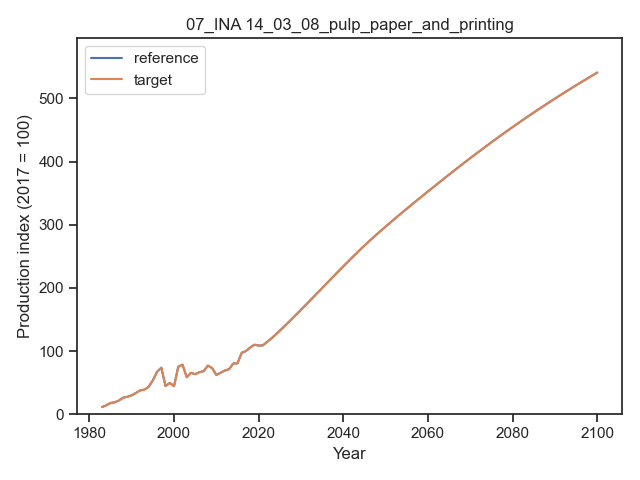 07_INA 14_03_08_pulp_paper_and_printing
reference
target
Production index (2017 = 100)
500
400
300
200
100
0
1980
2000
2020
2040
2060
2080
2100
Year